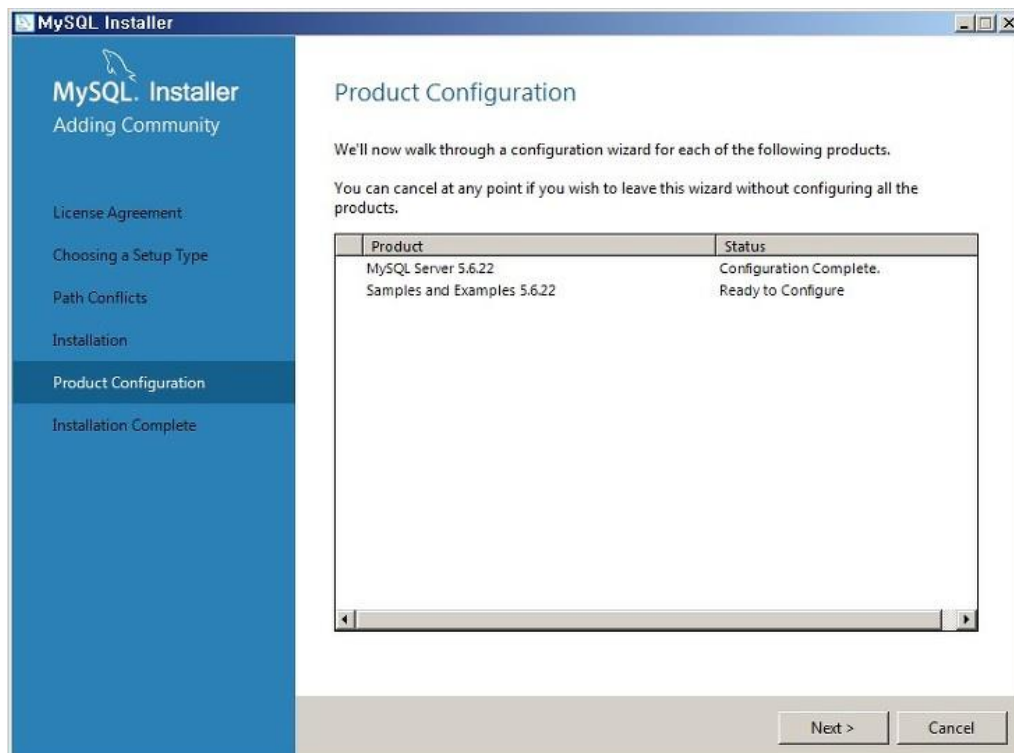 MySQL Installer
MySQL. Installer
Adding Community
License Agreement
Choosing a Setup Type
Path Conflicts
Installation
Product Configuration
Installation Complete
Product Configuration
We'll now walk through a configuration wizard for each of the following products.
You can cancel at any point if you wish to leave this wizard without configuring all the
products.
Product Status
MySQL Server 5.6.22 Configuration Complete.
Samples and Examples 5.6.22 Ready to Configure
Next > Cancel